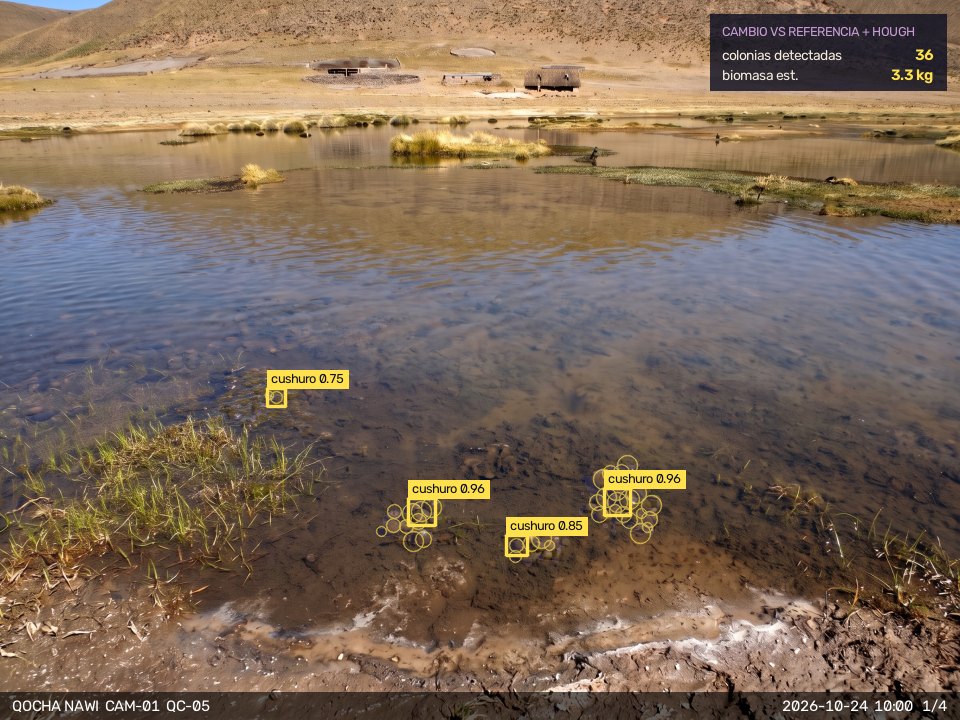 CAMBIO VS REFERENCIA + HOUGH
colonias detectadas 36
biomasa est. 3.3 kg
cushuro 0.75
cushuro 0.96
cushuro 0.96
cushuro 0.85
QOCHA NAWI CAM-01 QC-05 2026-10-24 10:00 1/4